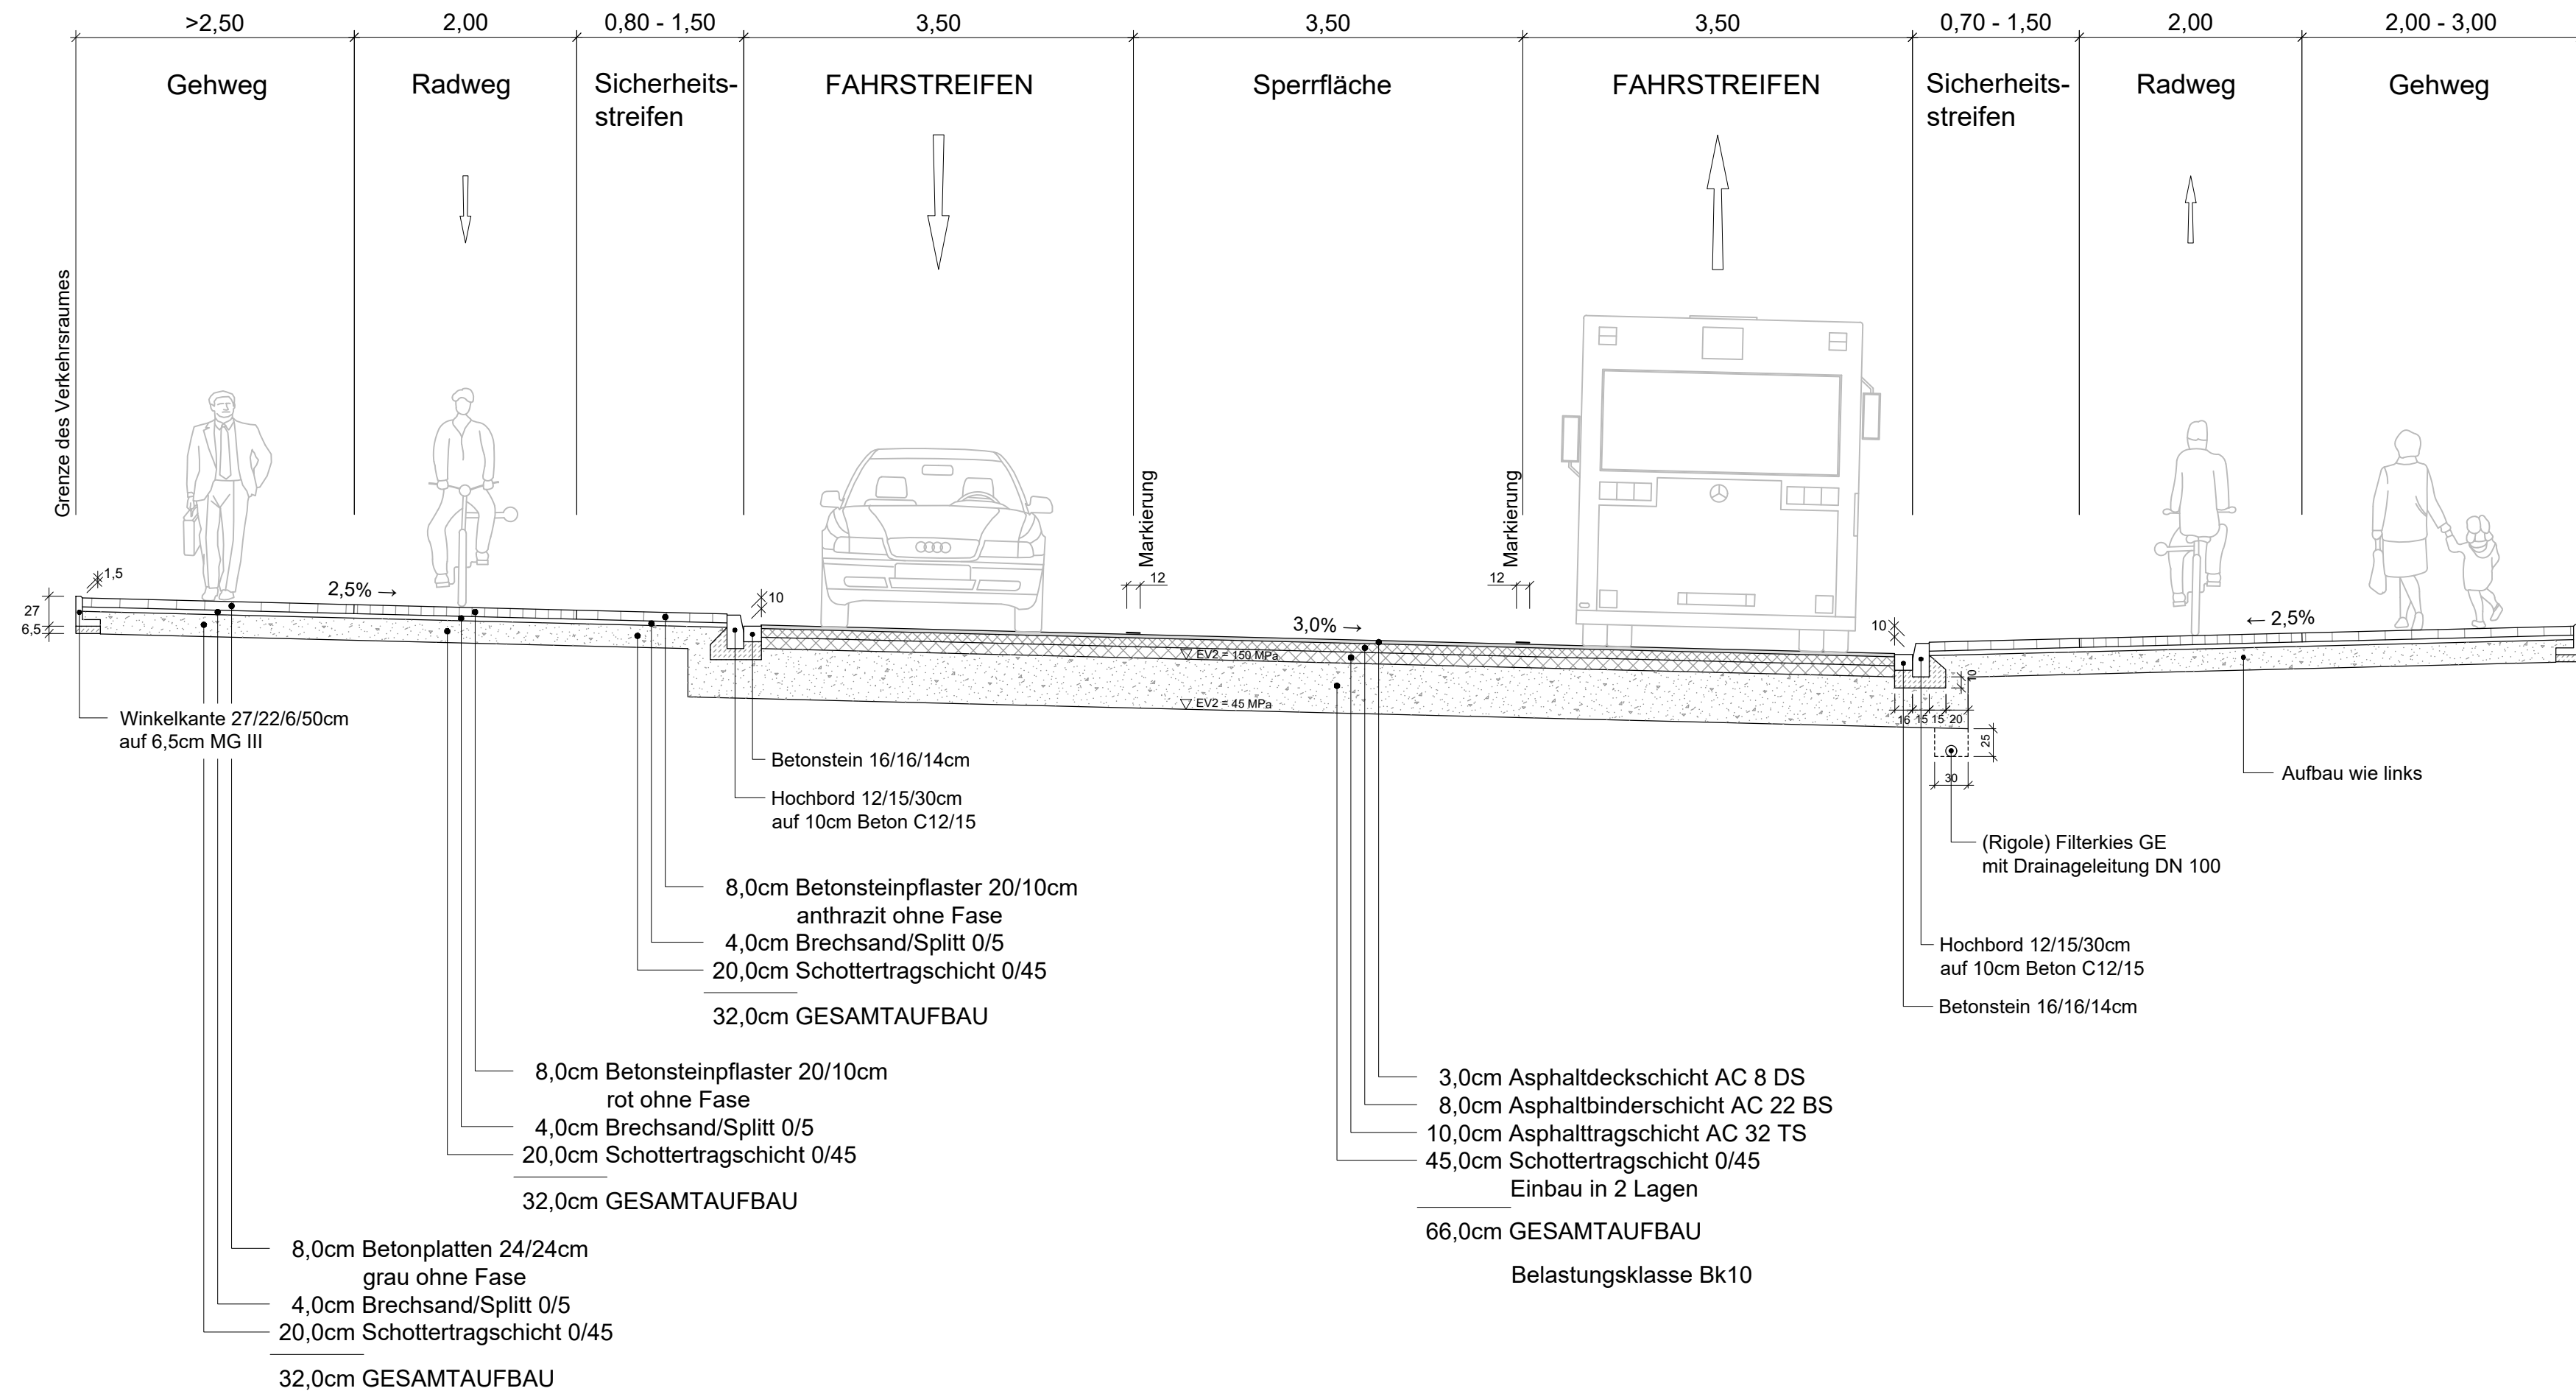 >2,50
2,00
0,80 - 1,50
3,50
3,50
3,50
0,70 - 1,50
2,00
2,00 - 3,00
Gehweg
Radweg
Sicherheits-
streifen
FAHRSTREIFEN
Sperrfläche
FAHRSTREIFEN
Sicherheits-
streifen
Radweg
Gehweg
Grenze des Verkehrsraumes
Markierung
Markierung
1,5
27
6,5
2,5% →
10
12
12
3,0% →
10
← 2,5%
EV2 = 150 MPa
EV2 = 45 MPa
10
16
15
15
20
25
30
Winkelkante 27/22/6/50cm
auf 6,5cm MG III
Betonstein 16/16/14cm
Hochbord 12/15/30cm
auf 10cm Beton C12/15
Aufbau wie links
(Rigole) Filterkies GE
mit Drainageleitung DN 100
Hochbord 12/15/30cm
auf 10cm Beton C12/15
Betonstein 16/16/14cm
8,0cm Betonsteinpflaster 20/10cm
anthrazit ohne Fase
4,0cm Brechsand/Splitt 0/5
20,0cm Schottertragschicht 0/45
32,0cm GESAMTAUFBAU
8,0cm Betonsteinpflaster 20/10cm
rot ohne Fase
4,0cm Brechsand/Splitt 0/5
20,0cm Schottertragschicht 0/45
32,0cm GESAMTAUFBAU
3,0cm Asphaltdeckschicht AC 8 DS
8,0cm Asphaltbinderschicht AC 22 BS
10,0cm Asphalttragschicht AC 32 TS
45,0cm Schottertragschicht 0/45
Einbau in 2 Lagen
66,0cm GESAMTAUFBAU
Belastungsklasse Bk10
8,0cm Betonplatten 24/24cm
grau ohne Fase
4,0cm Brechsand/Splitt 0/5
20,0cm Schottertragschicht 0/45
32,0cm GESAMTAUFBAU